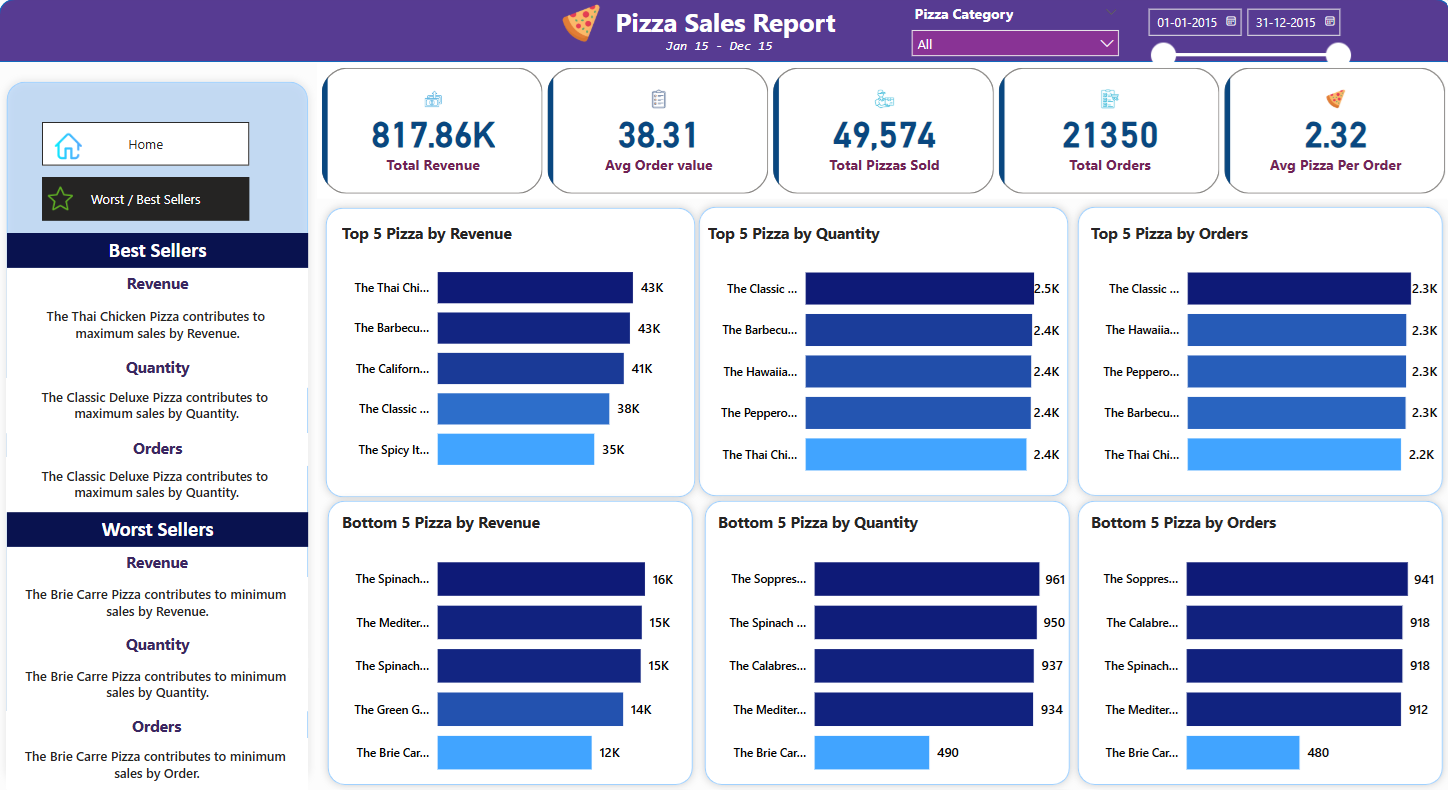 Pizza Sales Report
Jan 15 - Dec 15
Pizza Category
All
01-01-2015
31-12-2015
Home
Worst / Best Sellers
Best Sellers
Revenue
The Thai Chicken Pizza contributes to
maximum sales by Revenue.
Quantity
The Classic Deluxe Pizza contributes to
maximum sales by Quantity.
Orders
The Classic Deluxe Pizza contributes to
maximum sales by Quantity.
Worst Sellers
Revenue
The Brie Carre Pizza contributes to minimum
sales by Revenue.
Quantity
The Brie Carre Pizza contributes to minimum
sales by Quantity.
Orders
The Brie Carre Pizza contributes to minimum
sales by Order.
817.86K
Total Revenue
38.31
Avg Order value
49,574
Total Pizzas Sold
21350
Total Orders
2.32
Avg Pizza Per Order
Top 5 Pizza by Revenue
The Thai Chi... 43K
The Barbecu... 43K
The Californ... 41K
The Classic ... 38K
The Spicy It... 35K
Top 5 Pizza by Quantity
The Classic ... 2.5K
The Barbecu... 2.4K
The Hawaiia... 2.4K
The Peppero... 2.4K
The Thai Chi... 2.4K
Top 5 Pizza by Orders
The Classic ... 2.3K
The Hawaiia... 2.3K
The Peppero... 2.3K
The Barbecu... 2.3K
The Thai Chi... 2.2K
Bottom 5 Pizza by Revenue
The Spinach... 16K
The Mediter... 15K
The Spinach... 15K
The Green G... 14K
The Brie Car... 12K
Bottom 5 Pizza by Quantity
The Soppres... 961
The Spinach ... 950
The Calabres... 937
The Mediter... 934
The Brie Car... 490
Bottom 5 Pizza by Orders
The Soppres... 941
The Calabre... 918
The Spinach... 918
The Mediter... 912
The Brie Car... 480